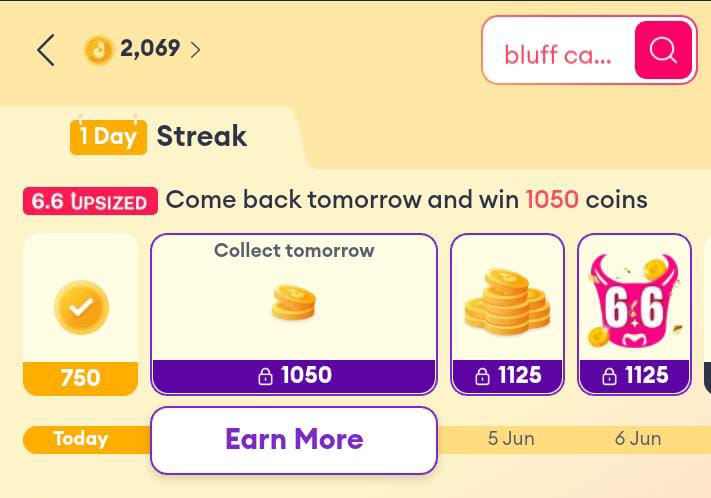 2,069
bluff ca...
1 Day Streak
6.6 UPSIZED Come back tomorrow and win 1050 coins
Collect tomorrow
6.6
750
1050
1125
1125
Today
Earn More
5 Jun
6 Jun